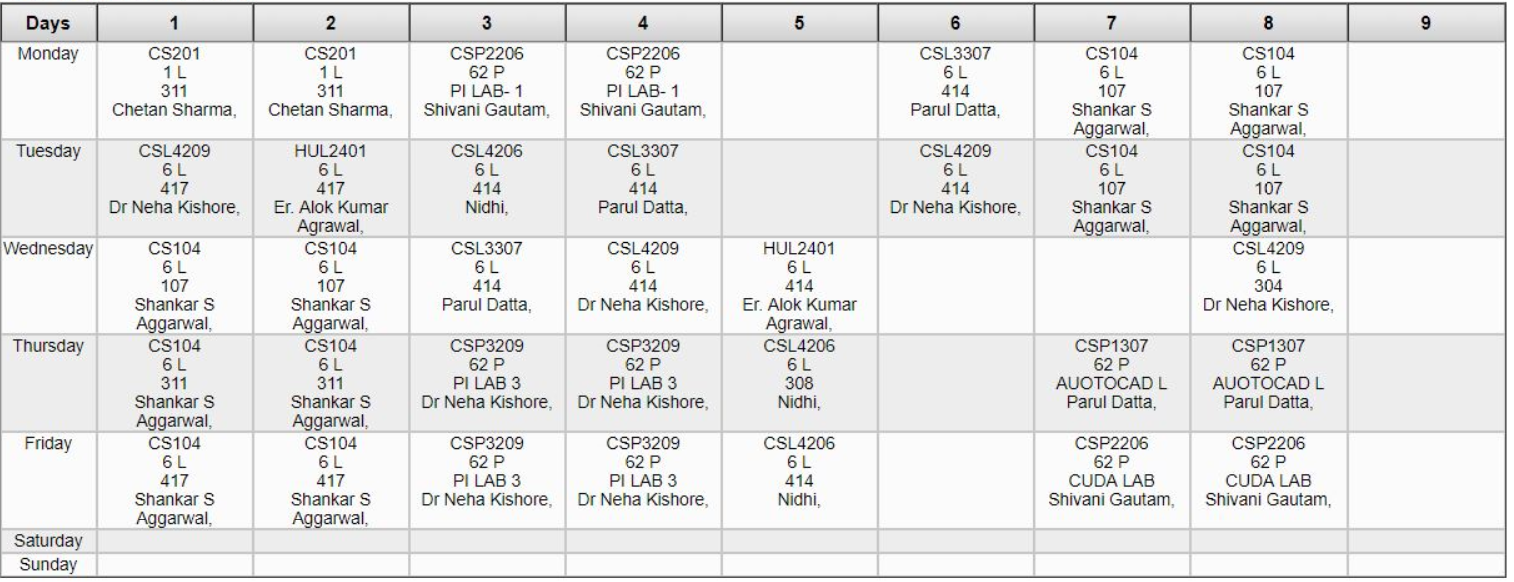 Days 1 2 3 4 5 6 7 8 9
Monday
CS201
1 L
311
Chetan Sharma,
CS201
1 L
311
Chetan Sharma,
CSP2206
62 P
PI LAB- 1
Shivani Gautam,
CSP2206
62 P
PI LAB- 1
Shivani Gautam,
CSL3307
6 L
414
Parul Datta,
CS104
6 L
107
Shankar S
Aggarwal,
CS104
6 L
107
Shankar S
Aggarwal,
Tuesday
CSL4209
6 L
417
Dr Neha Kishore,
HUL2401
6 L
417
Er. Alok Kumar
Agrawal,
CSL4206
6 L
414
Nidhi,
CSL3307
6 L
414
Parul Datta,
CSL4209
6 L
414
Dr Neha Kishore,
CS104
6 L
107
Shankar S
Aggarwal,
CS104
6 L
107
Shankar S
Aggarwal,
Wednesday
CS104
6 L
107
Shankar S
Aggarwal,
CS104
6 L
107
Shankar S
Aggarwal,
CSL3307
6 L
414
Parul Datta,
CSL4209
6 L
414
Dr Neha Kishore,
HUL2401
6 L
414
Er. Alok Kumar
Agrawal,
CSL4209
6 L
304
Dr Neha Kishore,
Thursday
CS104
6 L
311
Shankar S
Aggarwal,
CS104
6 L
311
Shankar S
Aggarwal,
CSP3209
62 P
PI LAB 3
Dr Neha Kishore,
CSP3209
62 P
PI LAB 3
Dr Neha Kishore,
CSL4206
6 L
308
Nidhi,
CSP1307
62 P
AUOTOCAD L
Parul Datta,
CSP1307
62 P
AUOTOCAD L
Parul Datta,
Friday
CS104
6 L
417
Shankar S
Aggarwal,
CS104
6 L
417
Shankar S
Aggarwal,
CSP3209
62 P
PI LAB 3
Dr Neha Kishore,
CSP3209
62 P
PI LAB 3
Dr Neha Kishore,
CSL4206
6 L
414
Nidhi,
CSP2206
62 P
CUDA LAB
Shivani Gautam,
CSP2206
62 P
CUDA LAB
Shivani Gautam,
Saturday
Sunday